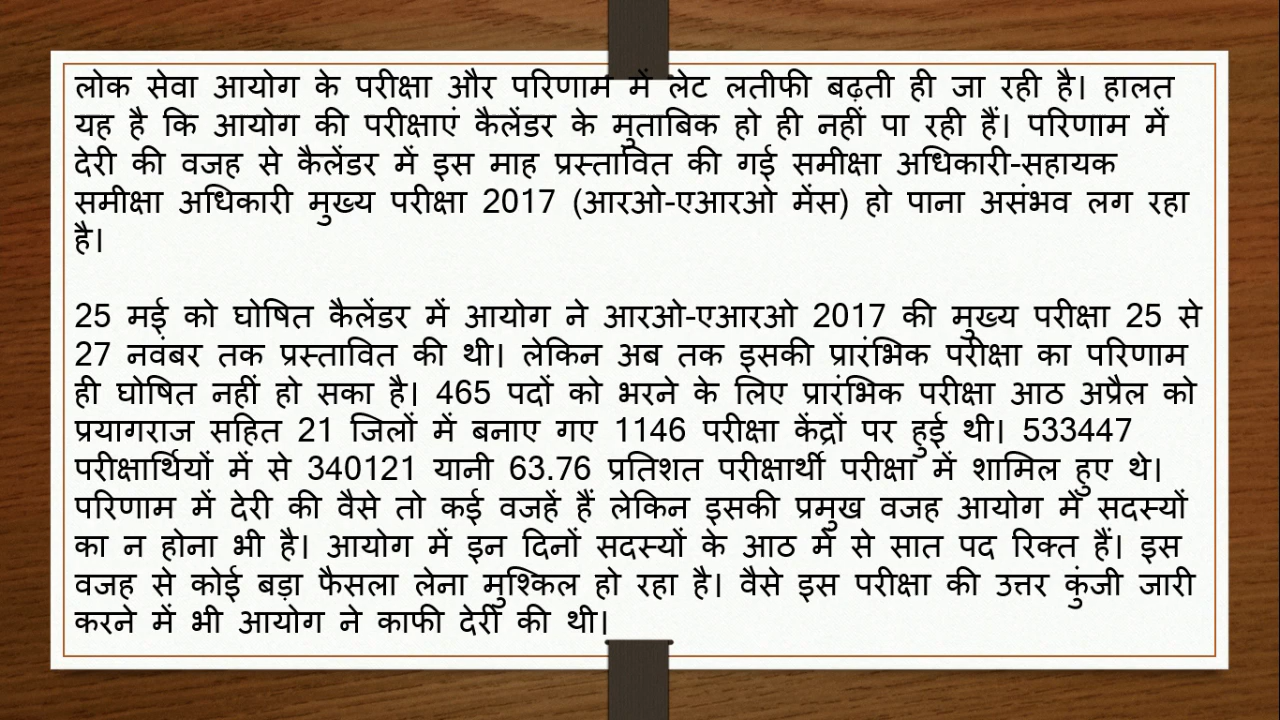 लोक सेवा आयोग के परीक्षा और परिणाम में लेट लतीफी बढ़ती ही जा रही है। हालत
यह है कि आयोग की परीक्षाएं कैलेंडर के मुताबिक हो ही नहीं पा रही हैं। परिणाम में
देरी की वजह से कैलेंडर में इस माह प्रस्तावित की गई समीक्षा अधिकारी-सहायक
समीक्षा अधिकारी मुख्य परीक्षा 2017 (आरओ-एआरओ मेंस) हो पाना असंभव लग रहा
है।
25 मई को घोषित कैलेंडर में आयोग ने आरओ-एआरओ 2017 की मुख्य परीक्षा 25 से
27 नवंबर तक प्रस्तावित की थी। लेकिन अब तक इसकी प्रारंभिक परीक्षा का परिणाम
ही घोषित नहीं हो सका है। 465 पदों को भरने के लिए प्रारंभिक परीक्षा आठ अप्रैल को
प्रयागराज सहित 21 जिलों में बनाए गए 1146 परीक्षा केंद्रों पर हुई थी। 533447
परीक्षार्थियों में से 340121 यानी 63.76 प्रतिशत परीक्षार्थी परीक्षा में शामिल हुए थे।
परिणाम में देरी की वैसे तो कई वजहें हैं लेकिन इसकी प्रमुख वजह आयोग में सदस्यों
का न होना भी है। आयोग में इन दिनों सदस्यों के आठ में से सात पद रिक्त हैं। इस
वजह से कोई बड़ा फैसला लेना मुश्किल हो रहा है। वैसे इस परीक्षा की उत्तर कुंजी जारी
करने में भी आयोग ने काफी देरी की थी।